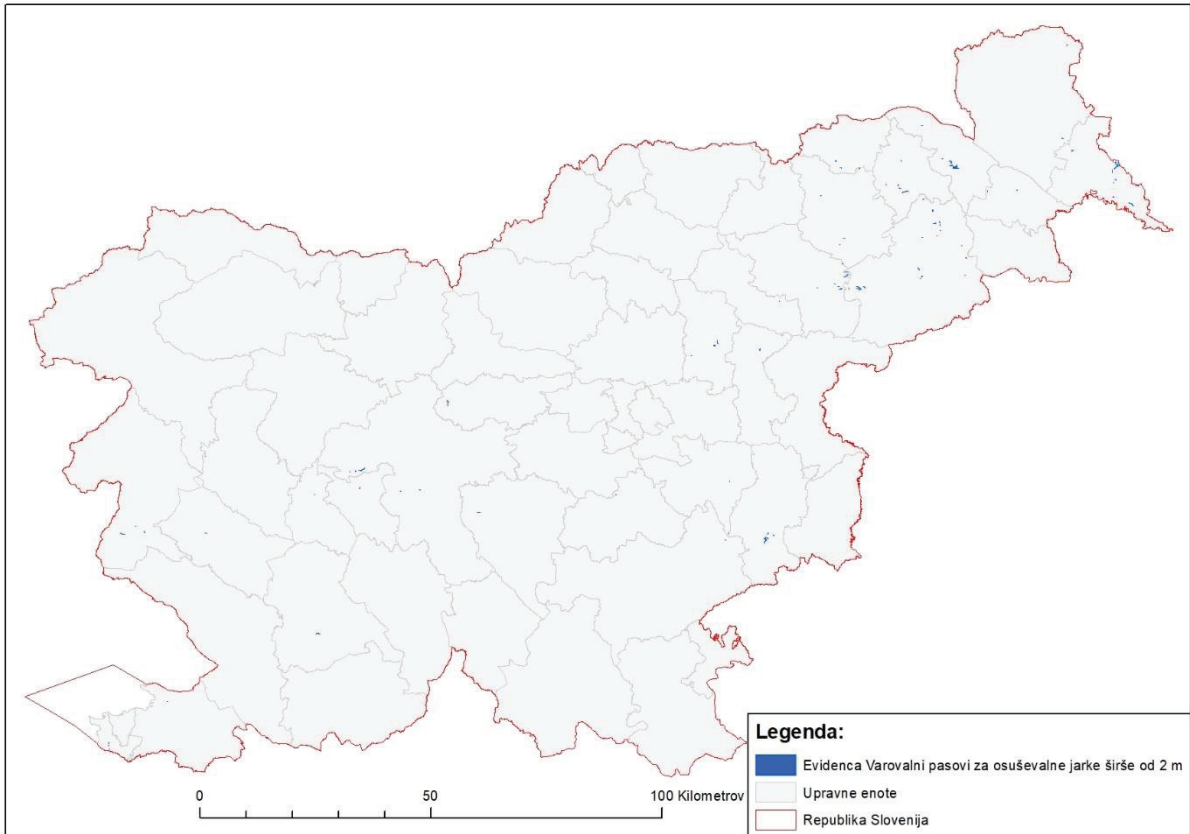 Legenda:
Evidenca Varovalni pasovi za osuševalne jarke širše od 2 m
Upravne enote
Republika Slovenija
0 50 100 Kilometrov